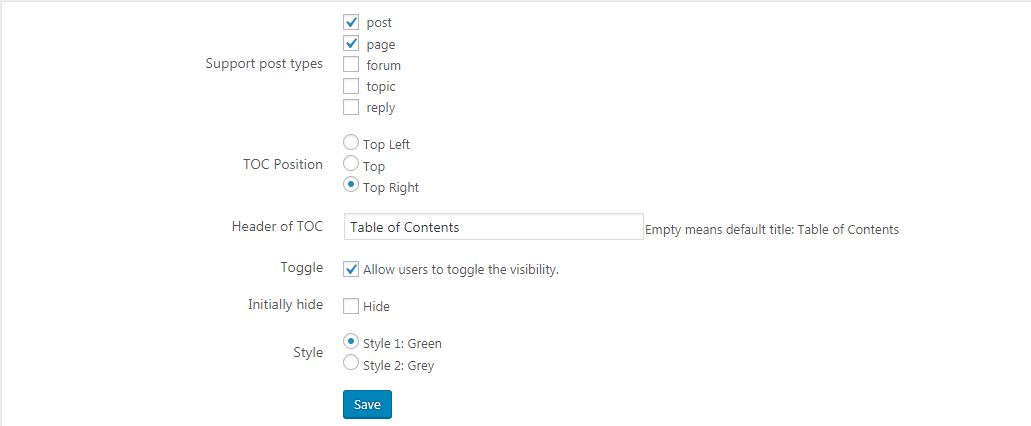 post
page
Support post types
forum
topic
reply
Top Left
TOC Position
Top
Top Right
Header of TOC
Table of Contents
Empty means default title: Table of Contents
Toggle
Allow users to toggle the visibility.
Initially hide
Hide
Style
Style 1: Green
Style 2: Grey
Save